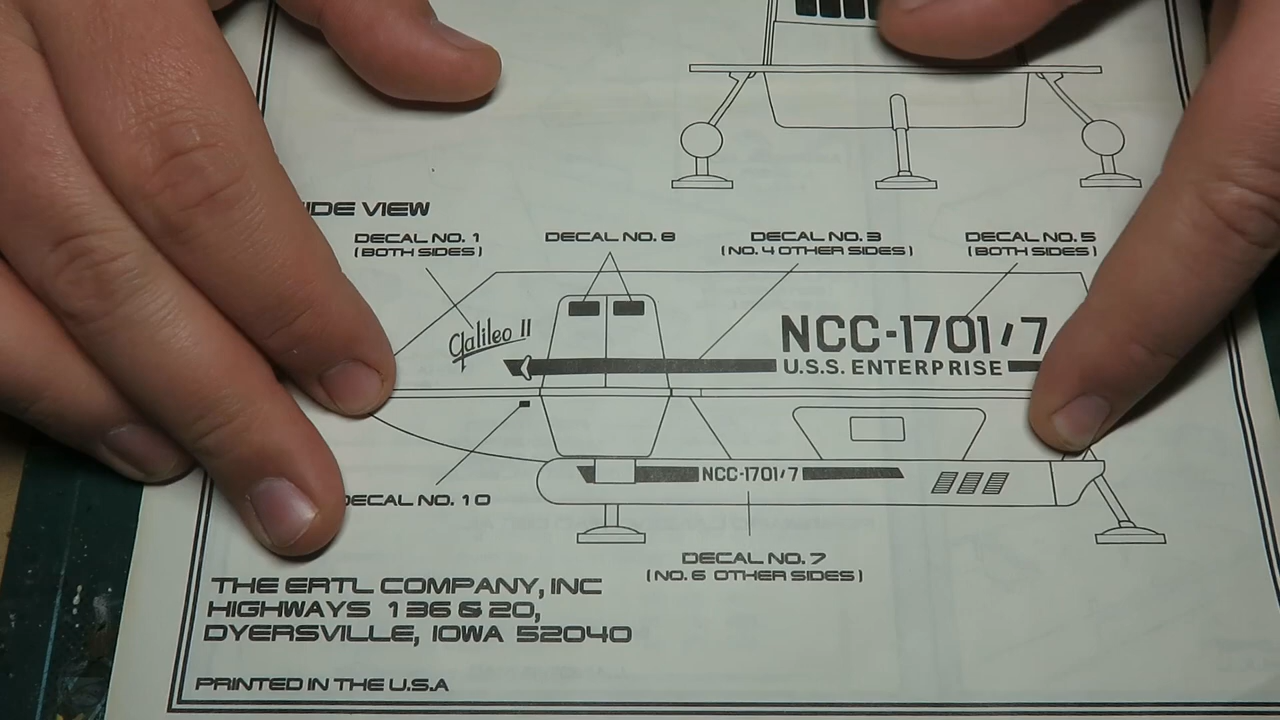 IDE VIEW
DECAL NO. 1
(BOTH SIDES)
DECAL NO. 8
DECAL NO. 3
(NO. 4 OTHER SIDES)
DECAL NO. 5
(BOTH SIDES)
Galileo II
NCC-1701/7
U.S.S. ENTERPRISE
NCC-1701/7
DECAL NO. 10
DECAL NO. 7
(NO. 6 OTHER SIDES)
THE ERTL COMPANY, INC
HIGHWAYS 136 & 20,
DYERSVILLE, IOWA 52040
PRINTED IN THE U.S.A